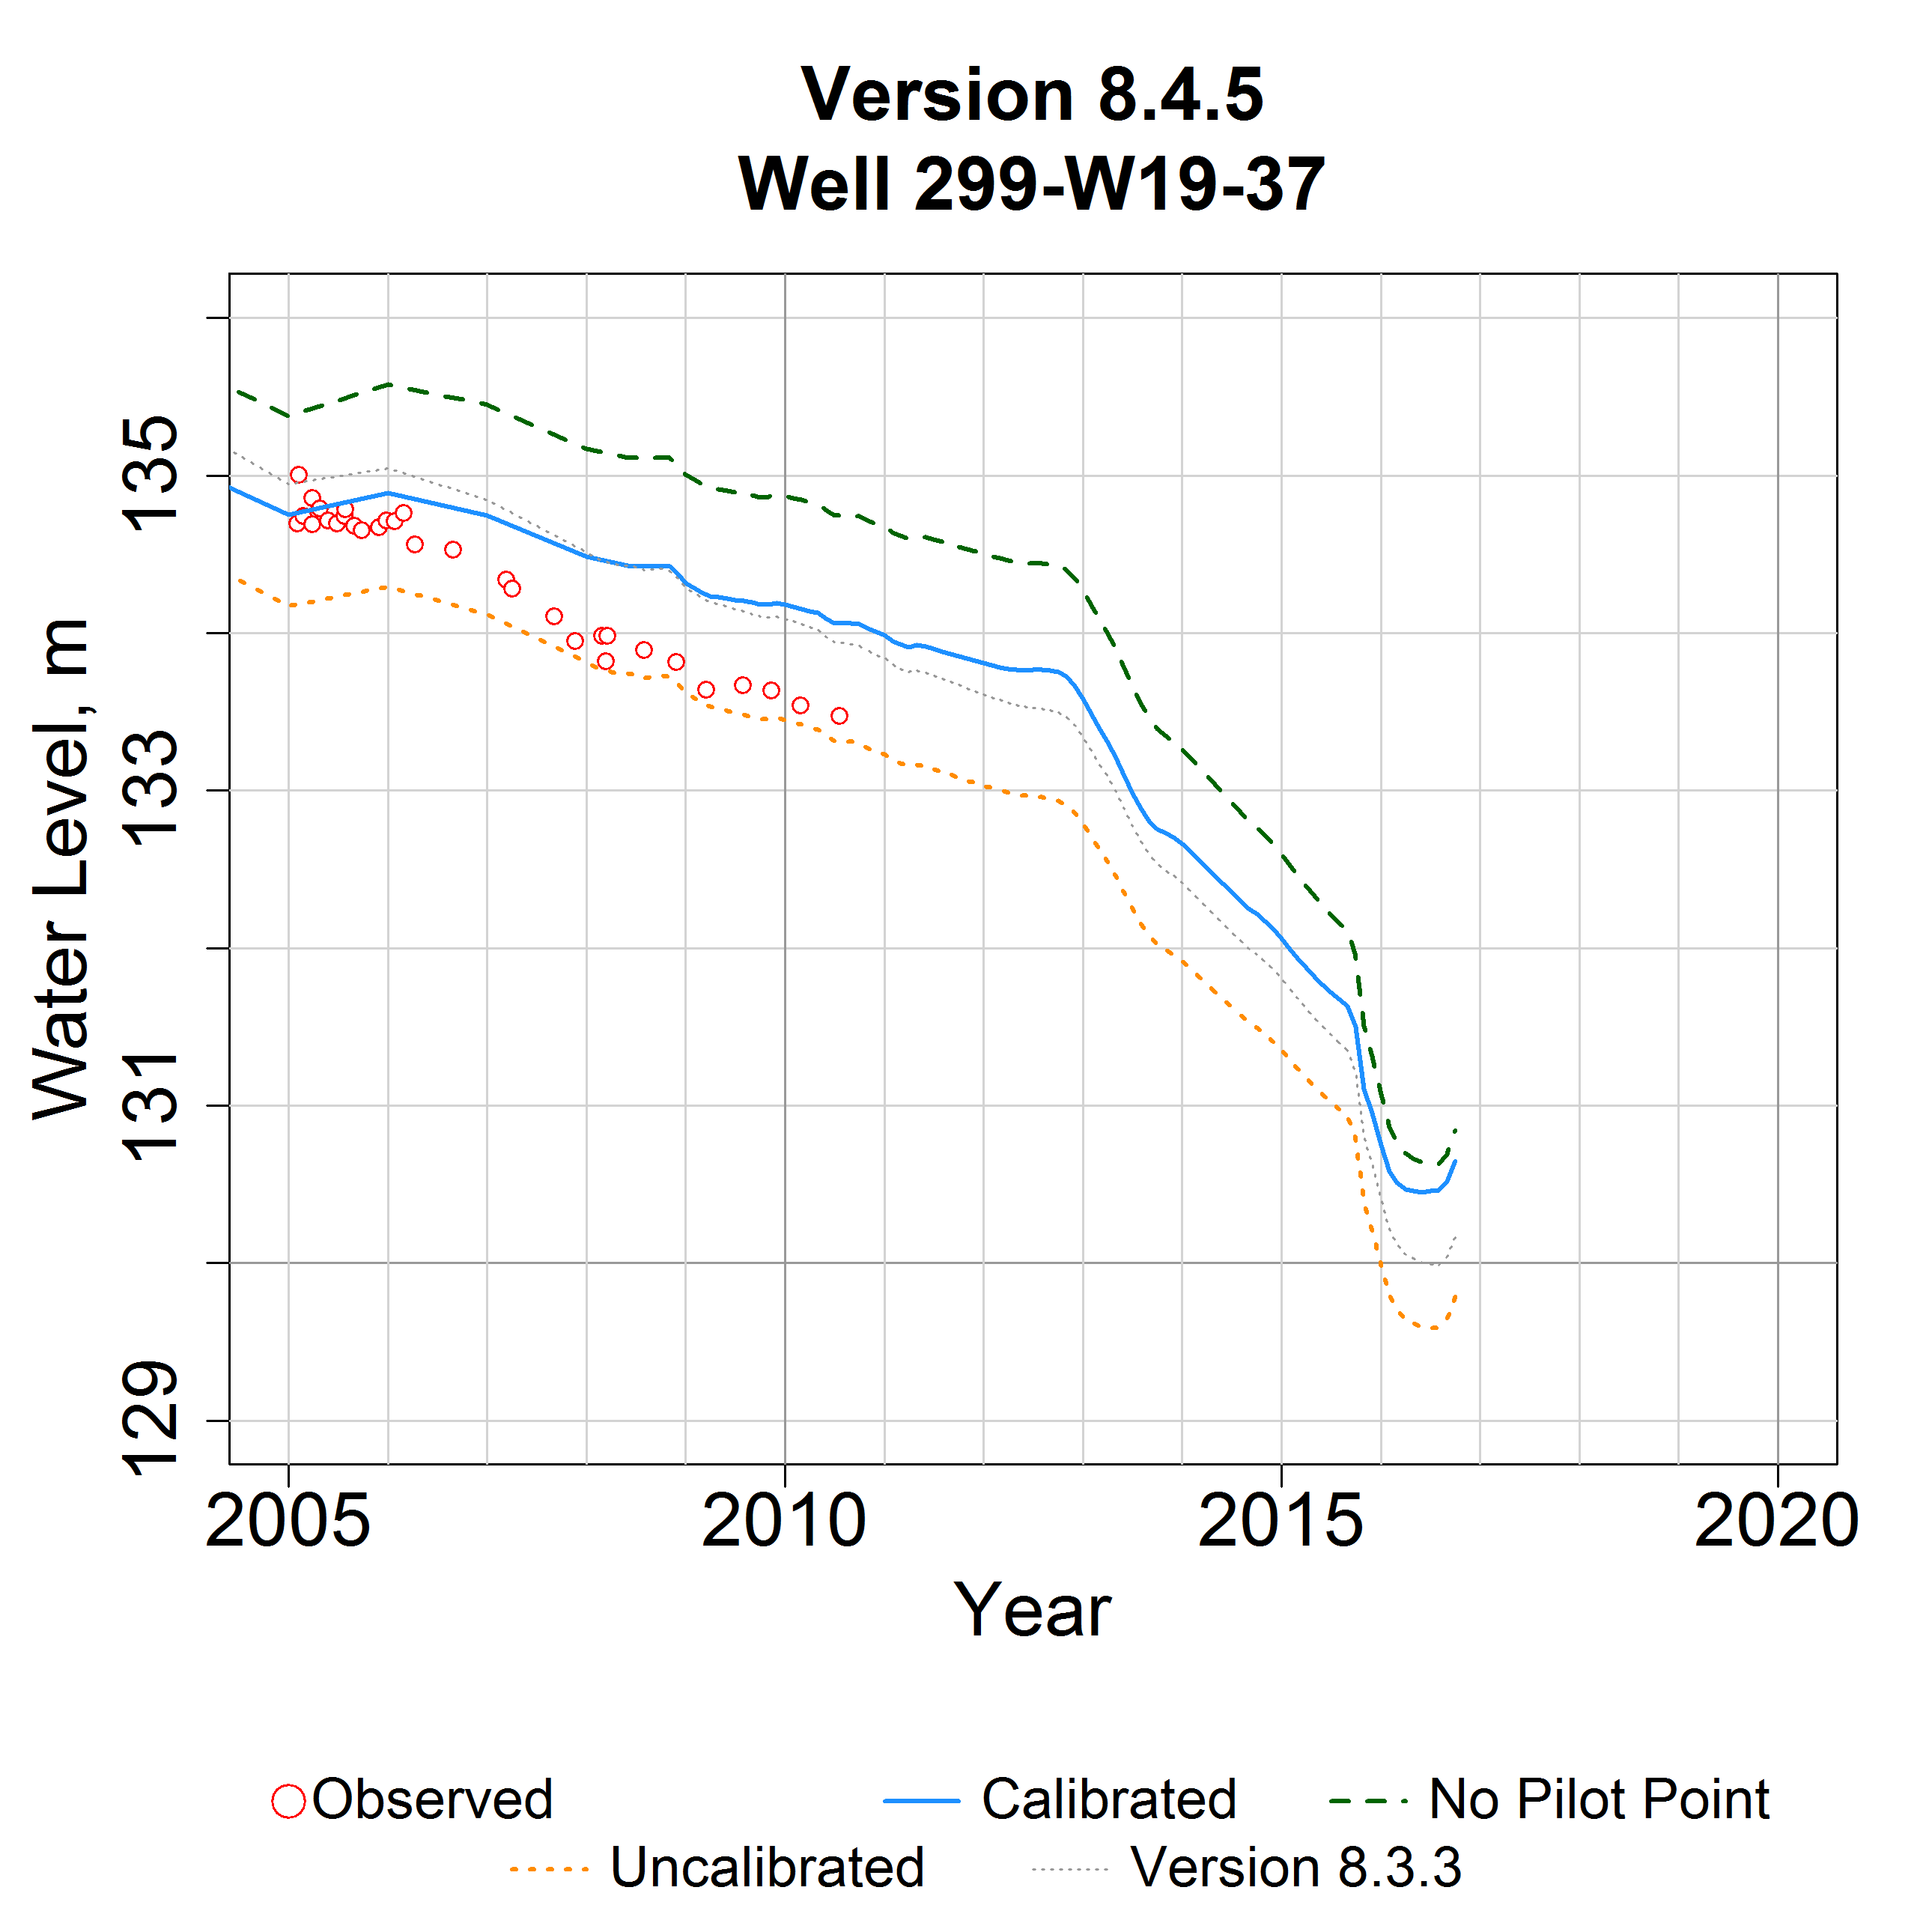 Version 8.4.5
Well 299-W19-37
Water Level, m
135
133
131
129
2005 2010 2015 2020
Year
Observed Calibrated No Pilot Point
Uncalibrated Version 8.3.3